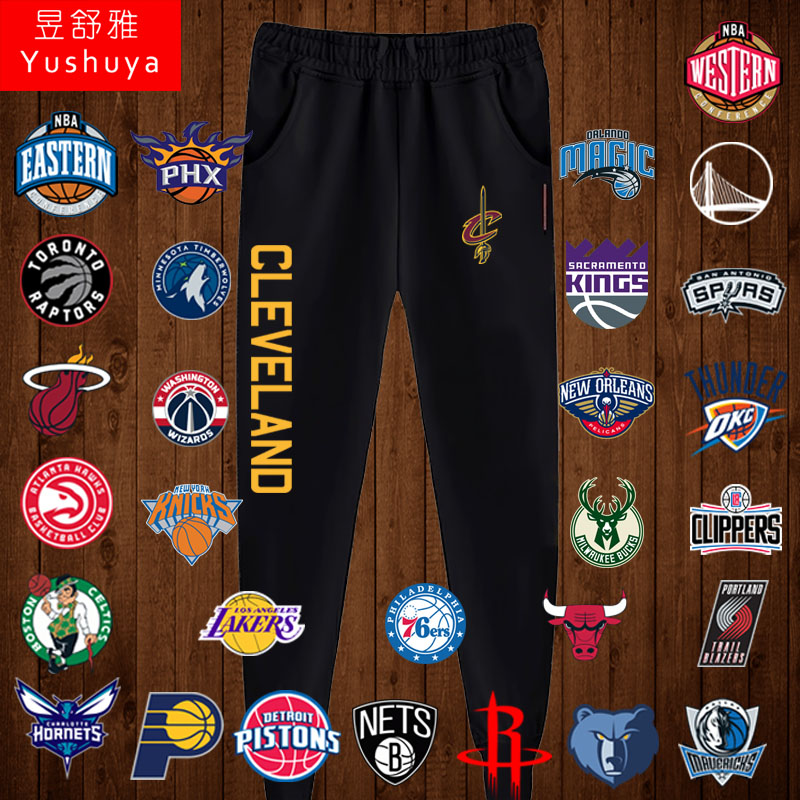 昱舒雅
Yushuya
NBA
WESTERN
CONFERENCE
NBA
EASTERN
PHX
ORLANDO
MAGIC
TORONTO
RAPTORS
MINNESOTA TIMBERWOLVES
CLEVELAND
C
SACRAMENTO
KINGS
SAN ANTONIO
SPURS
WASHINGTON
WIZARDS
NEW ORLEANS
PELICANS
THUNDER
OKC
ATLANTA HAWKS
BASKETBALL CLUB
NEW YORK
KNICKS
MILWAUKEE BUCKS
CLIPPERS
BOSTON
CELTICS
LOS ANGELES
LAKERS
PHILADELPHIA
76ers
PORTLAND
TRAIL
BLAZERS
CHARLOTTE
HORNETS
DETROIT
PISTONS
NETS
B
R
MAVERICKS